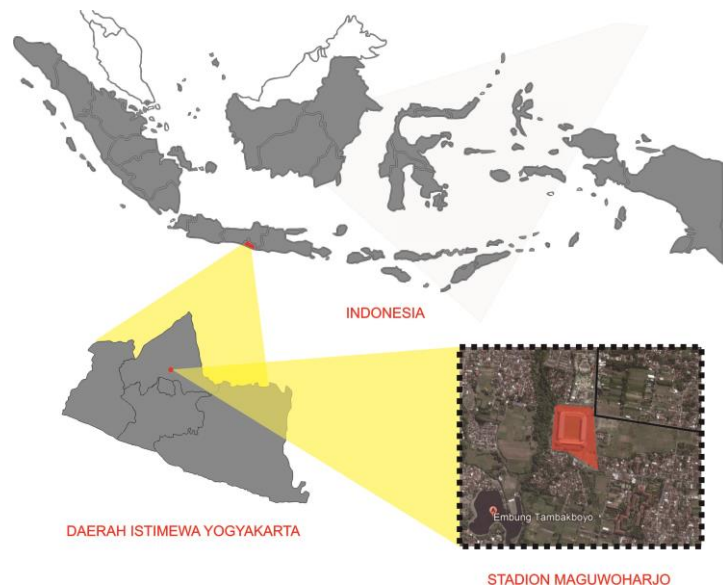 INDONESIA
DAERAH ISTIMEWA YOGYAKARTA
Embung Tambakboyo
STADION MAGUWOHARJO